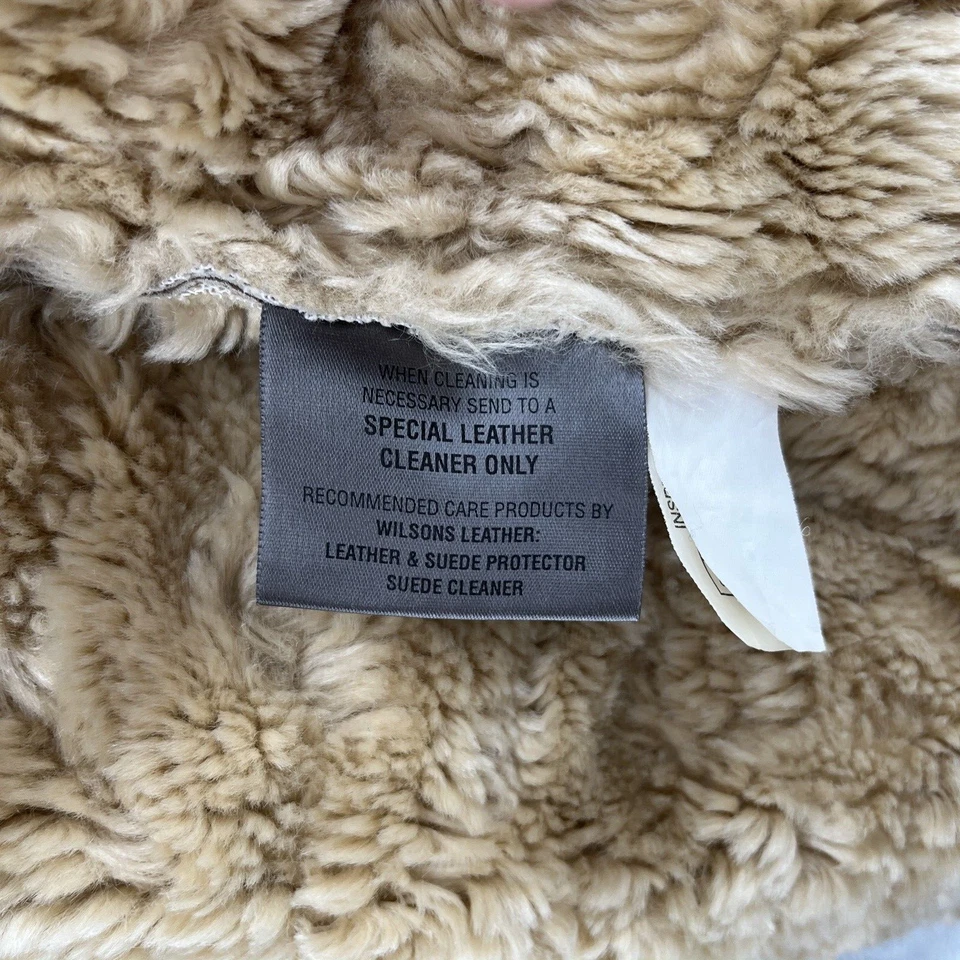 WHEN CLEANING IS
NECESSARY SEND TO A
SPECIAL LEATHER
CLEANER ONLY
RECOMMENDED CARE PRODUCTS BY
WILSONS LEATHER:
LEATHER & SUEDE PROTECTOR
SUEDE CLEANER